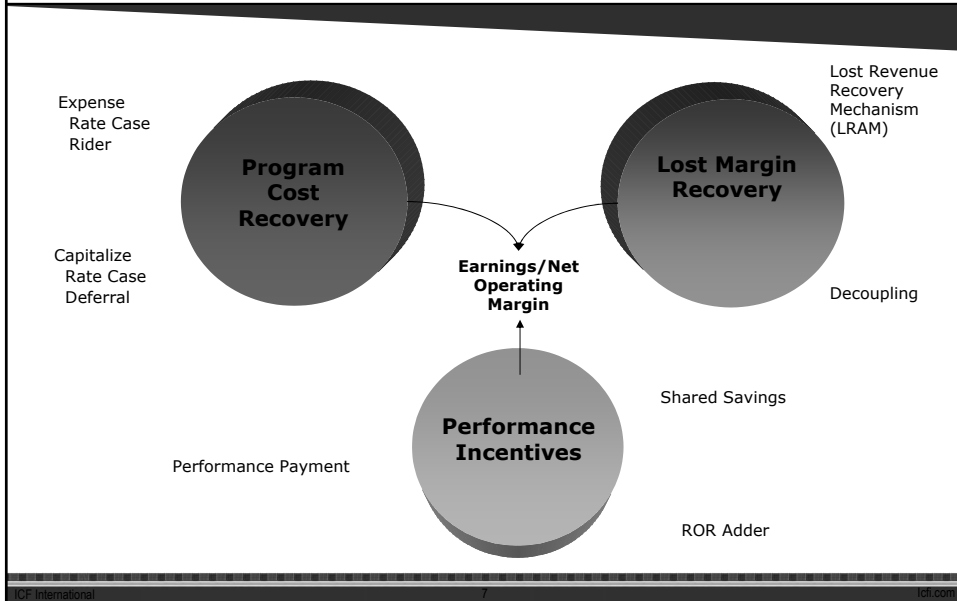 Expense
Rate Case
Rider
Program
Cost
Recovery
Capitalize
Rate Case
Deferral
Lost Revenue
Recovery
Mechanism
(LRAM)
Lost Margin
Recovery
Decoupling
Earnings/Net
Operating
Margin
Performance
Incentives
Performance Payment
Shared Savings
ROR Adder
ICF International
7
Icfi.com